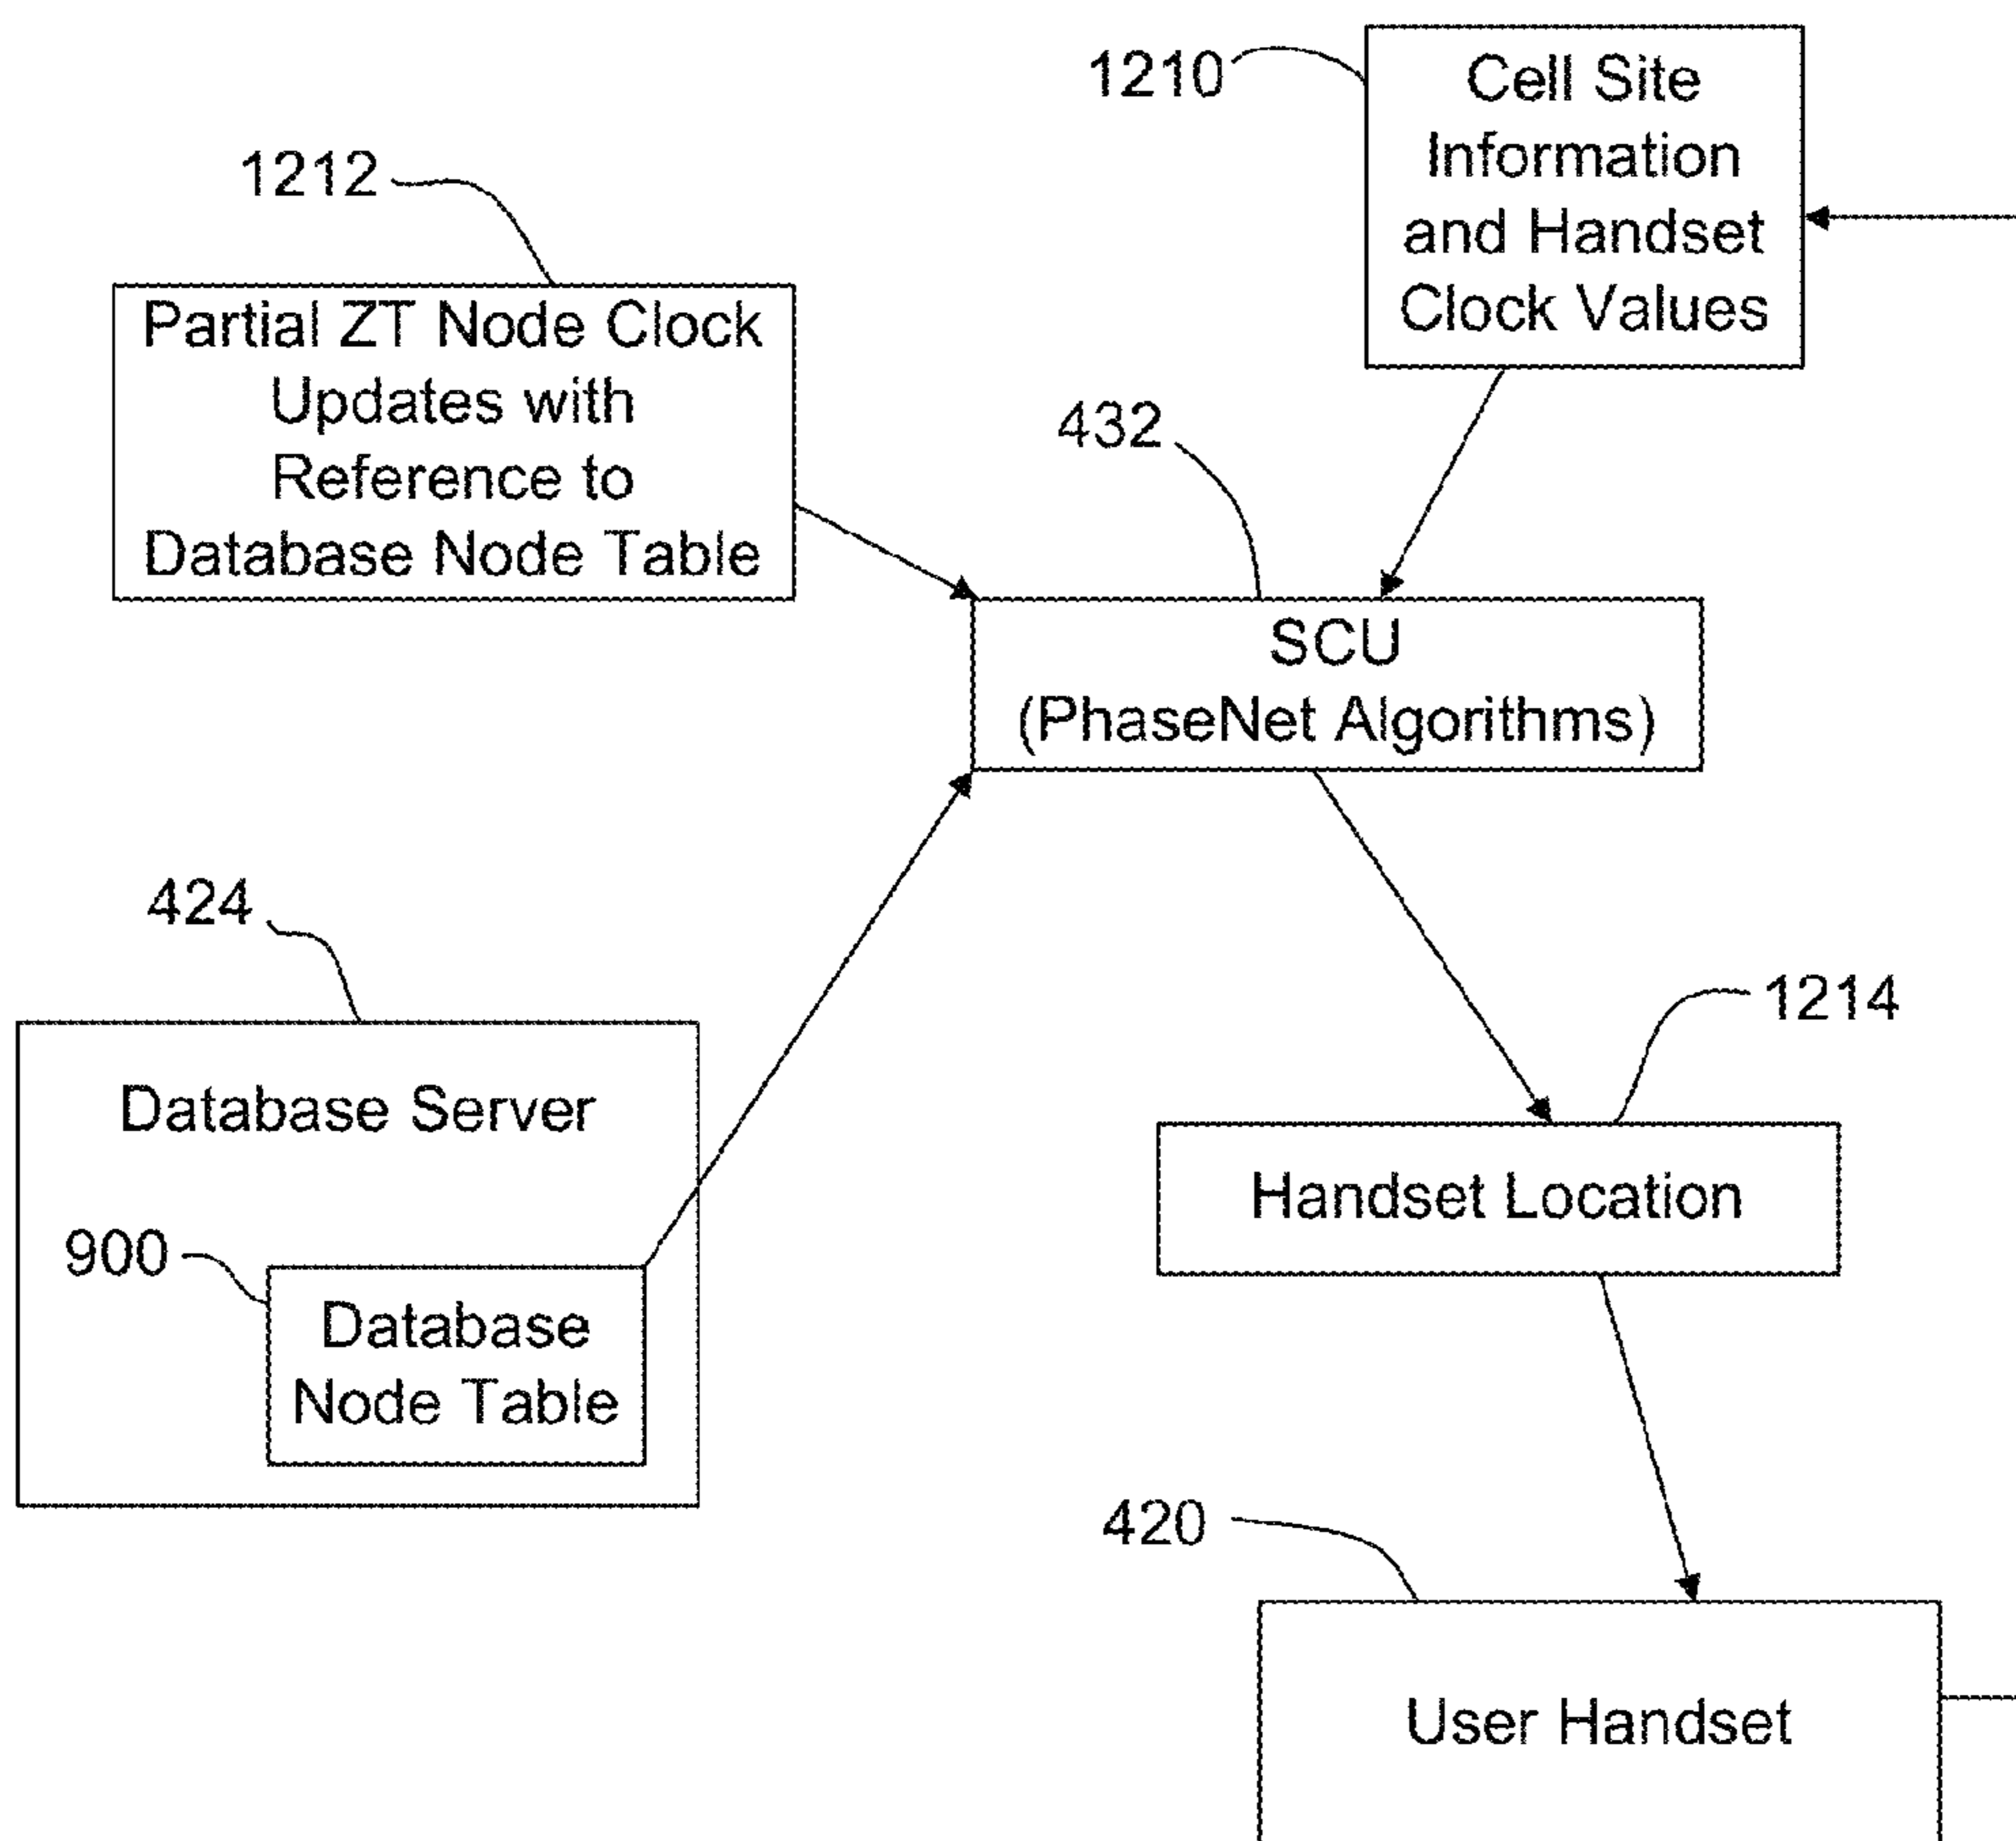 1210
Cell Site
Information
and Handset
Clock Values
1212
Partial ZT Node Clock
Updates with
Reference to
Database Node Table
432
SCU
(PhaseNet Algorithms)
424
Database Server
900
Database
Node Table
1214
Handset Location
420
User Handset